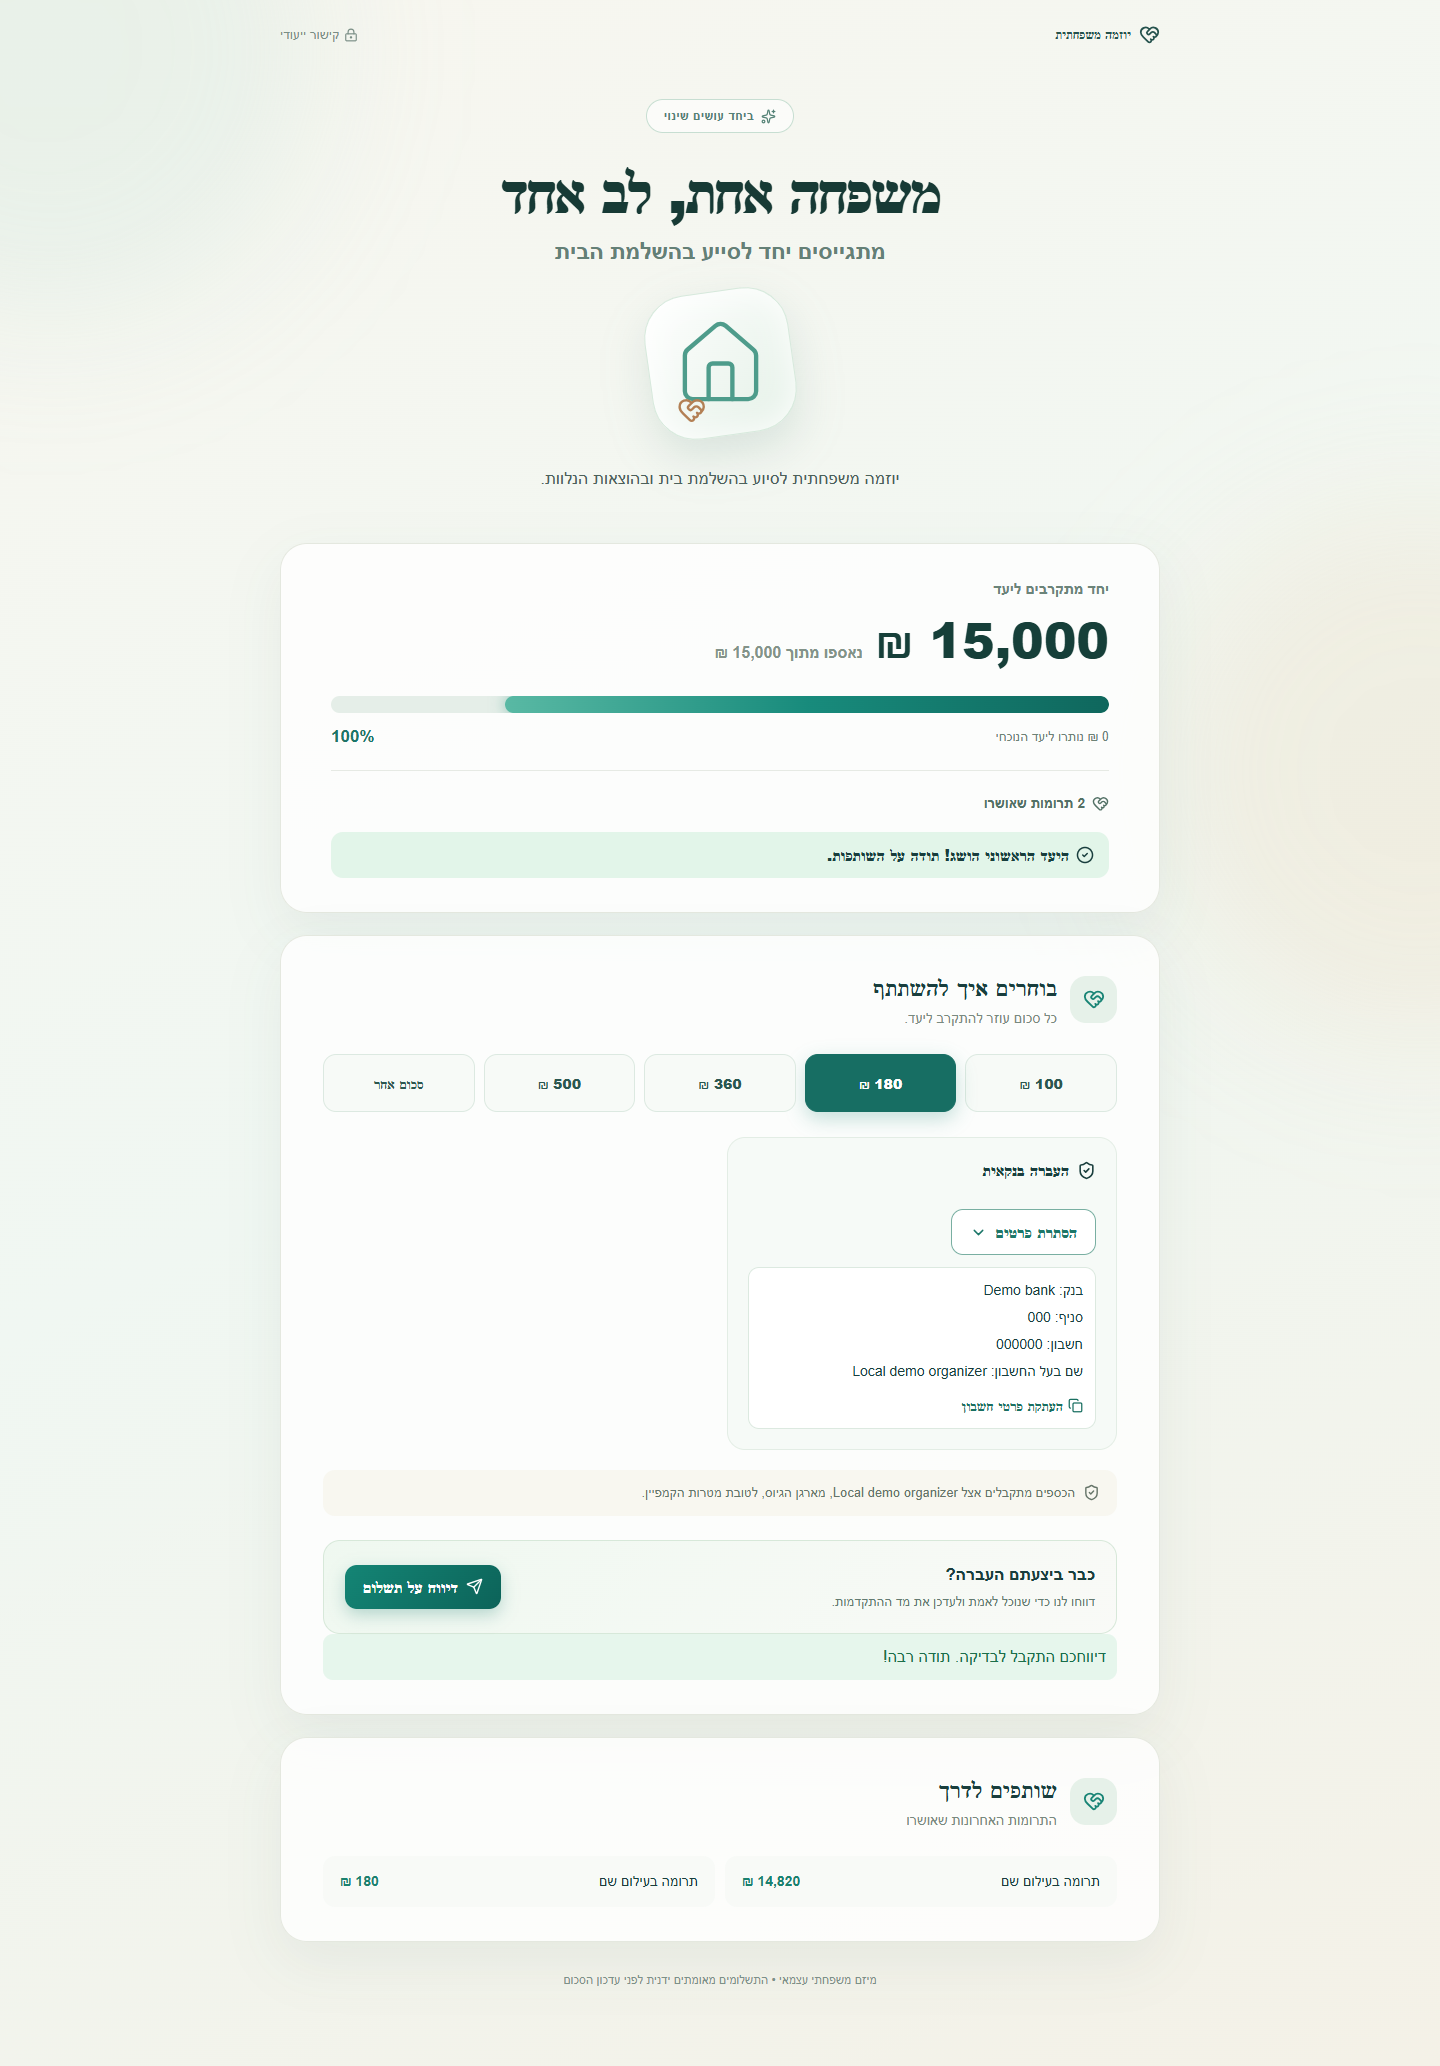 יוזמה משפחתית
קישור ייעודי
ביחד עושים שינוי
משפחה אחת, לב אחד
מתגייסים יחד לסייע בהשלמת הבית
יוזמה משפחתית לסיוע בהשלמת בית ובהוצאות הנלוות.
יחד מתקרבים ליעד
15,000 ₪ נאספו מתוך 15,000 ₪
0 ₪ נותרו ליעד הנוכחי
100%
2 תרומות שאושרו
היעד הראשוני הושג! תודה על השותפות.
בוחרים איך להשתתף
כל סכום עוזר להתקרב ליעד.
100 ₪
180 ₪
360 ₪
500 ₪
סכום אחר
העברה בנקאית
הסתרת פרטים
בנק: Demo bank
סניף: 000
חשבון: 000000
שם בעל החשבון: Local demo organizer
העתקת פרטי חשבון
הכספים מתקבלים אצל Local demo organizer, מארגן הגיוס, לטובת מטרות הקמפיין.
כבר ביצעתם העברה?
דווחו לנו כדי שנוכל לאמת ולעדכן את מד ההתקדמות.
דיווח על תשלום
דיווחכם התקבל לבדיקה. תודה רבה!
שותפים לדרך
התרומות האחרונות שאושרו
תרומה בעילום שם
14,820 ₪
תרומה בעילום שם
180 ₪
מיזם משפחתי עצמאי • התשלומים מאומתים ידנית לפני עדכון הסכום